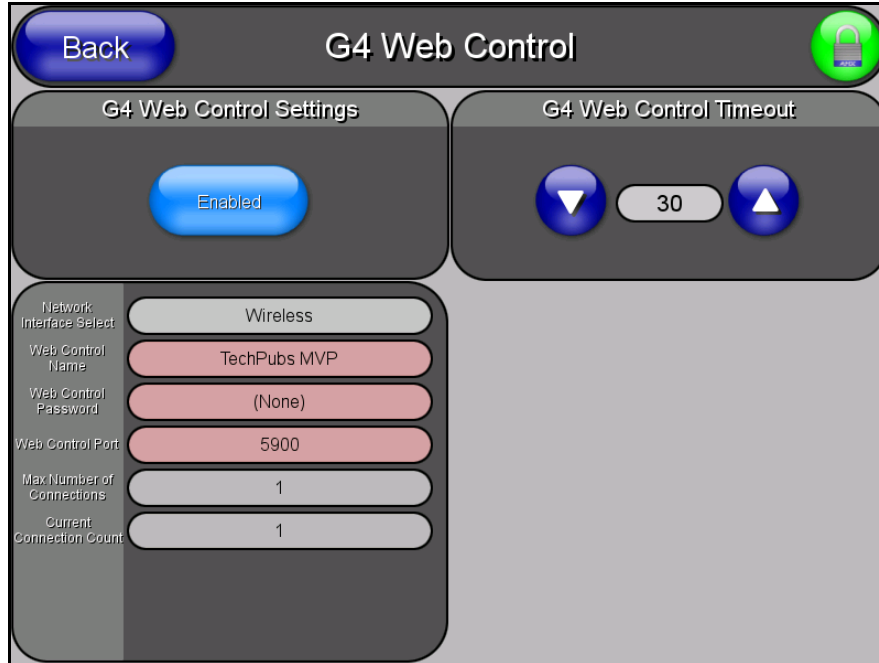 Back
G4 Web Control
G4 Web Control Settings
Enabled
G4 Web Control Timeout
30
Network
Interface Select
Wireless
Web Control
Name
TechPubs MVP
Web Control
Password
(None)
Web Control Port
5900
Max Number of
Connections
1
Current
Connection Count
1